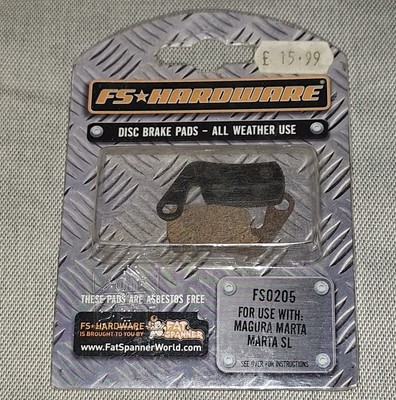 £ 15.99
FS★HARDWARE
DISC BRAKE PADS - ALL WEATHER USE
THESE PADS ARE ASBESTOS FREE
FS★HARDWARE
IS BROUGHT TO YOU BY
FAT SPANNER
www.FatSpannerWorld.com
FS0205
FOR USE WITH:
MAGURA MARTA
MARTA SL
SEE OVER FOR INSTRUCTIONS